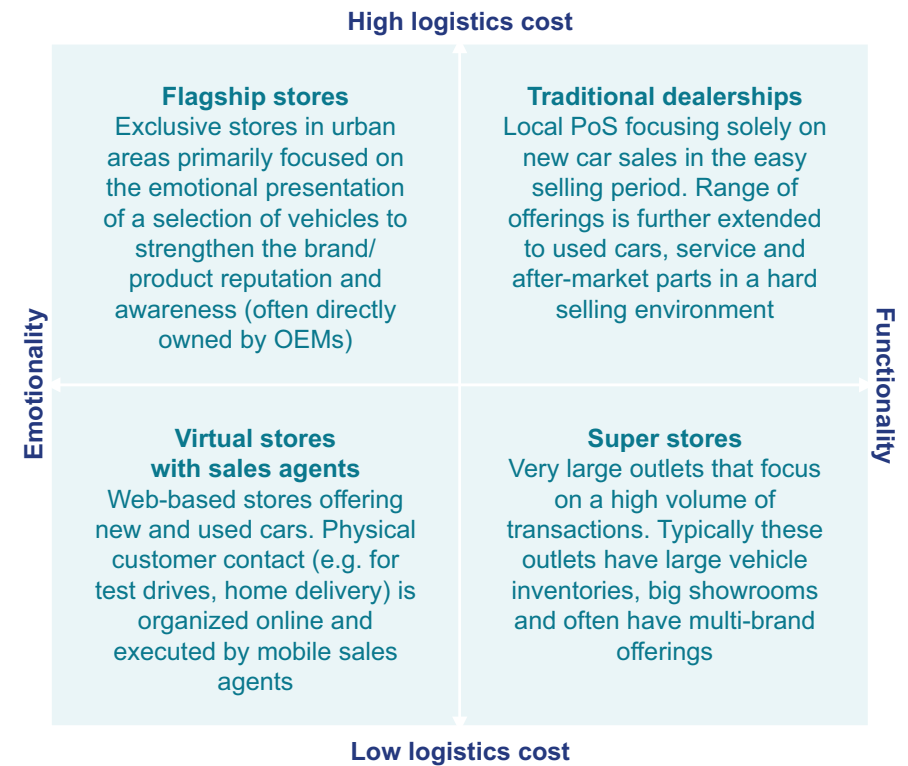 High logistics cost
Flagship stores
Exclusive stores in urban
areas primarily focused on
the emotional presentation
of a selection of vehicles to
strengthen the brand/
product reputation and
awareness (often directly
owned by OEMs)
Traditional dealerships
Local PoS focusing solely on
new car sales in the easy
selling period. Range of
offerings is further extended
to used cars, service and
after-market parts in a hard
selling environment
Emotionality
Functionality
Virtual stores
with sales agents
Web-based stores offering
new and used cars. Physical
customer contact (e.g. for
test drives, home delivery) is
organized online and
executed by mobile sales
agents
Super stores
Very large outlets that focus
on a high volume of
transactions. Typically these
outlets have large vehicle
inventories, big showrooms
and often have multi-brand
offerings
Low logistics cost